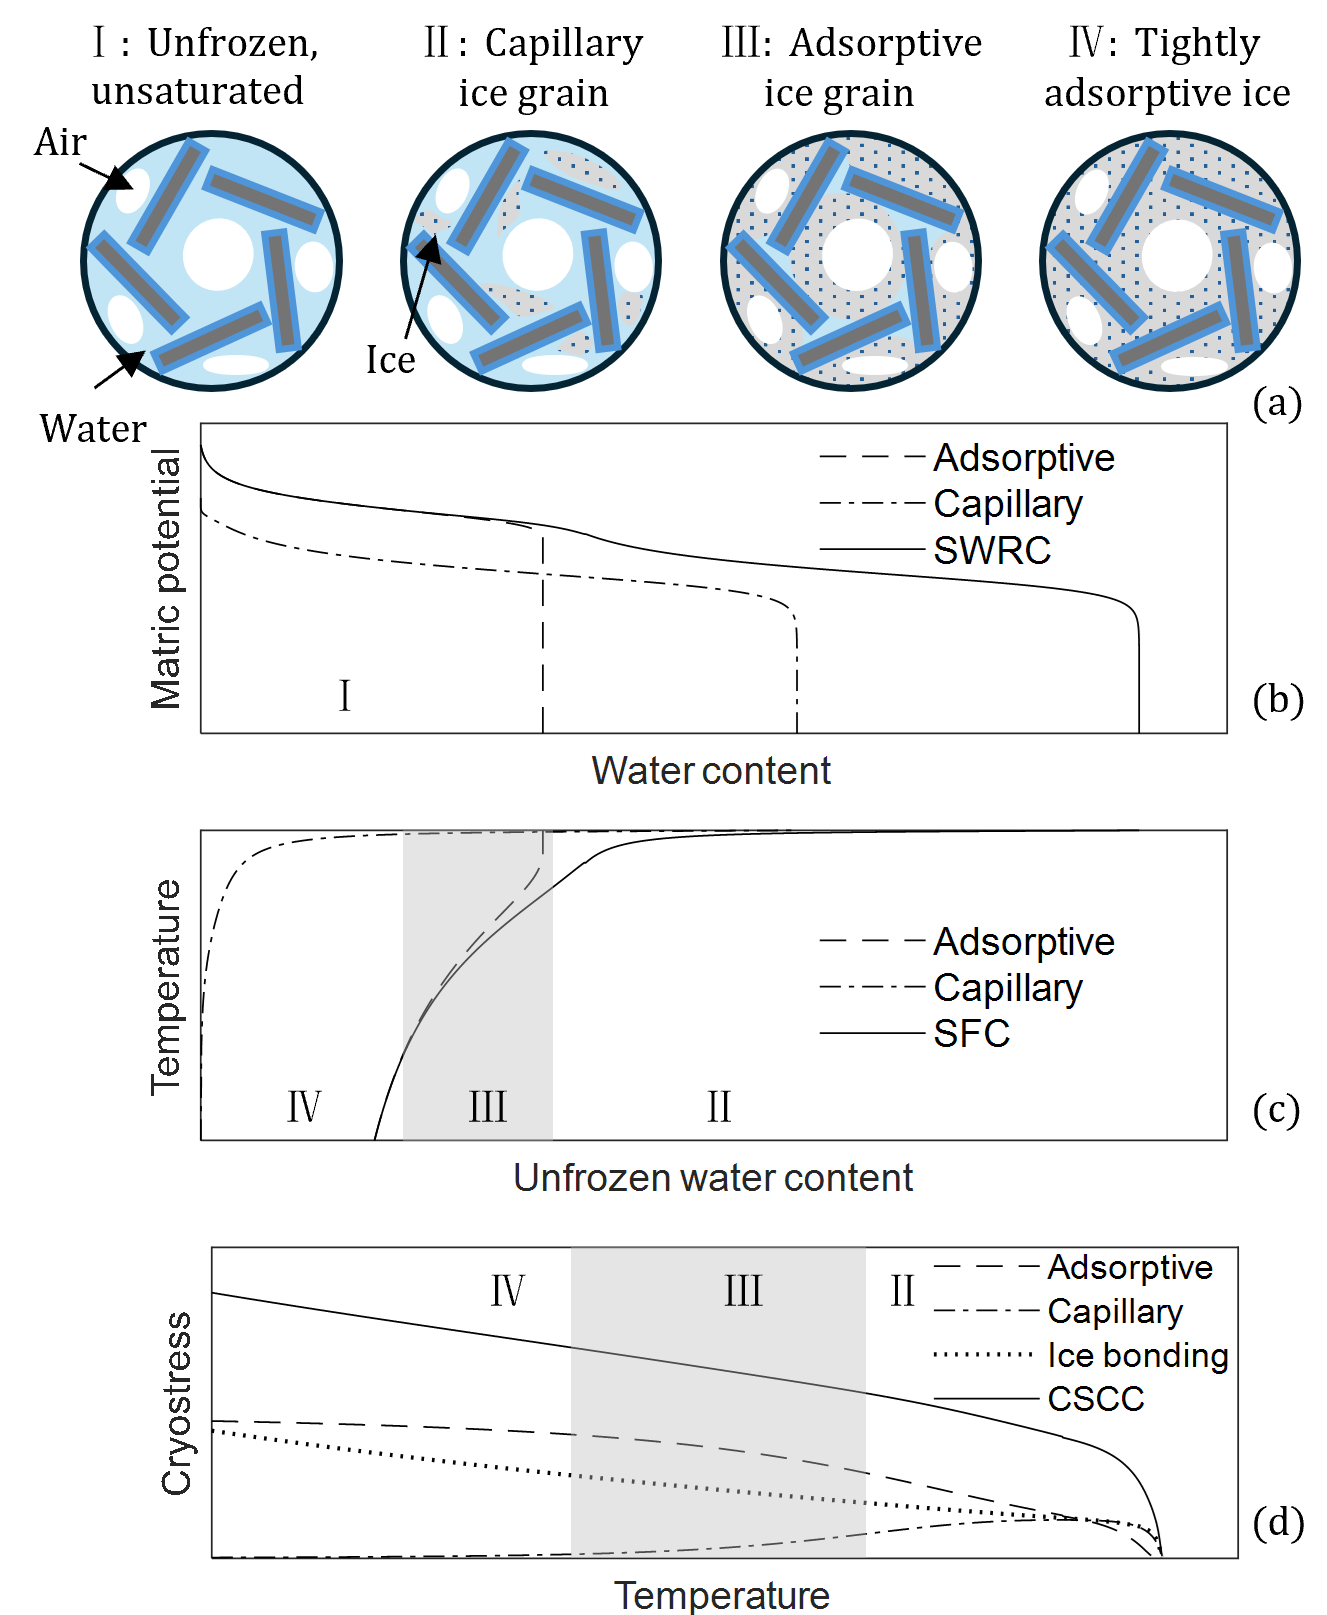 Ⅰ: Unfrozen,
unsaturated
Ⅱ: Capillary
ice grain
Ⅲ: Adsorptive
ice grain
Ⅳ: Tightly
adsorptive ice
Air
Ice
Water
(a)
Matric potential
Adsorptive
Capillary
SWRC
Ⅰ
(b)
Water content
Temperature
Adsorptive
Capillary
SFC
Ⅳ
Ⅲ
Ⅱ
(c)
Unfrozen water content
Cryostress
Ⅳ
Ⅲ
Ⅱ
Adsorptive
Capillary
Ice bonding
CSCC
(d)
Temperature